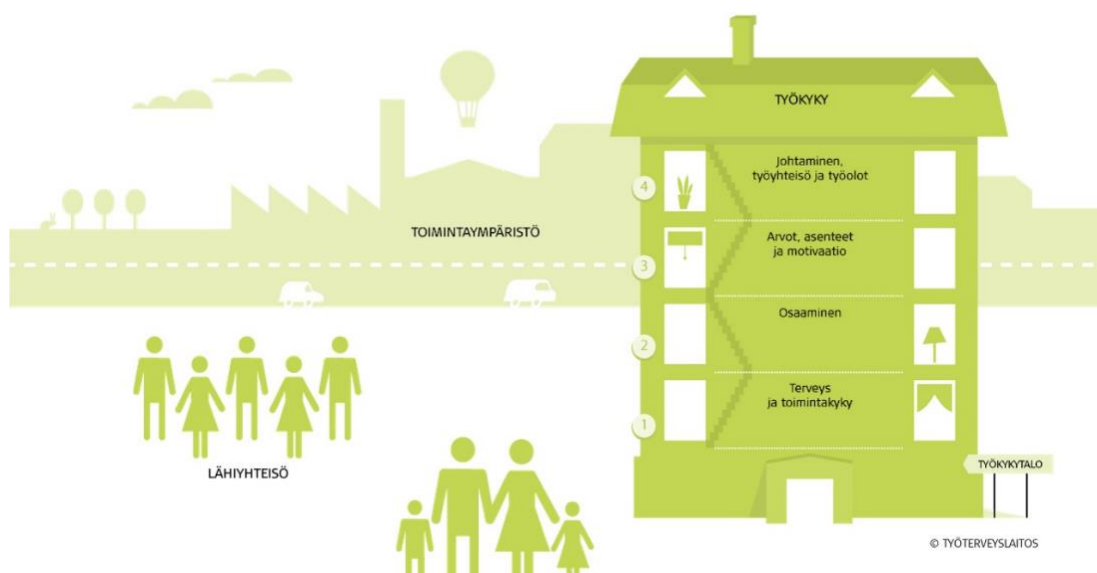 TYÖKYKY
4
Johtaminen,
työyhteisö ja työolot
TOIMINTAYMPÄRISTÖ
3
Arvot, asenteet
ja motivaatio
2
Osaaminen
1
Terveys
ja toimintakyky
LÄHIYHTEISÖ
TYÖKYKYTALO
© TYÖTERVEYSLAITOS